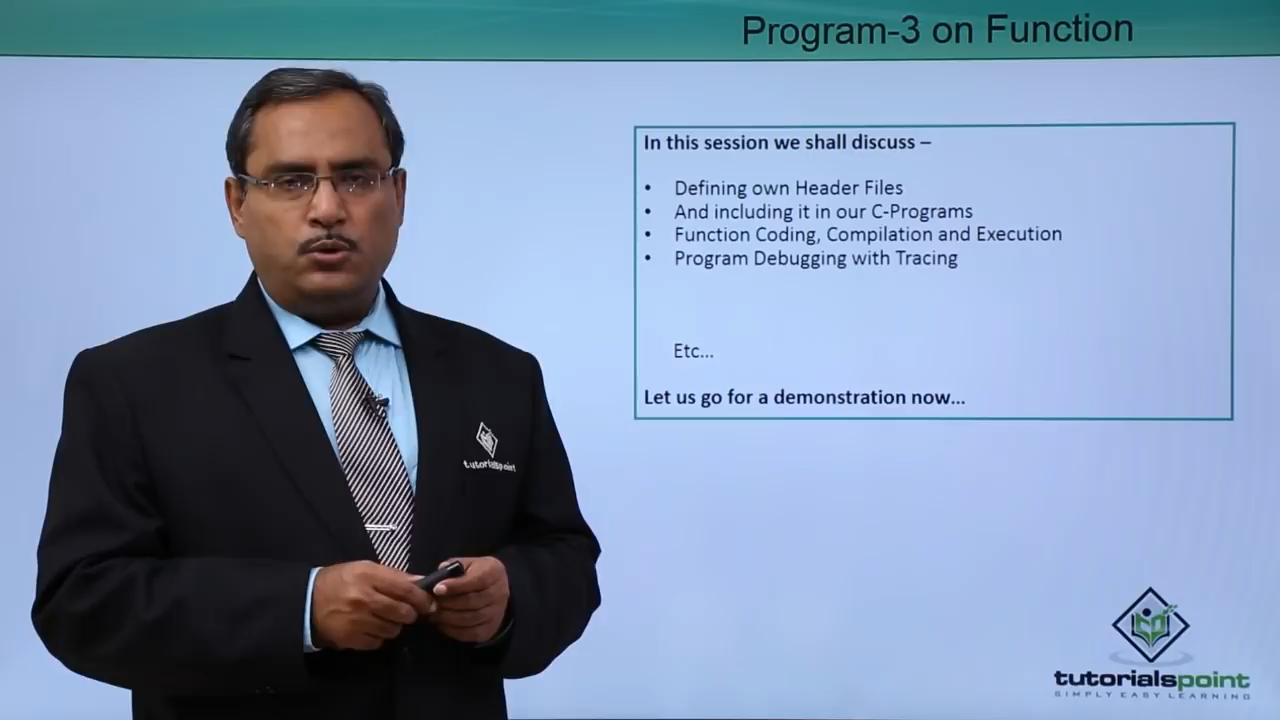 Program-3 on Function
In this session we shall discuss –
• Defining own Header Files
• And including it in our C-Programs
• Function Coding, Compilation and Execution
• Program Debugging with Tracing
Etc...
Let us go for a demonstration now...
tutorialspoint
tutorialspoint
SIMPLY EASY LEARNING